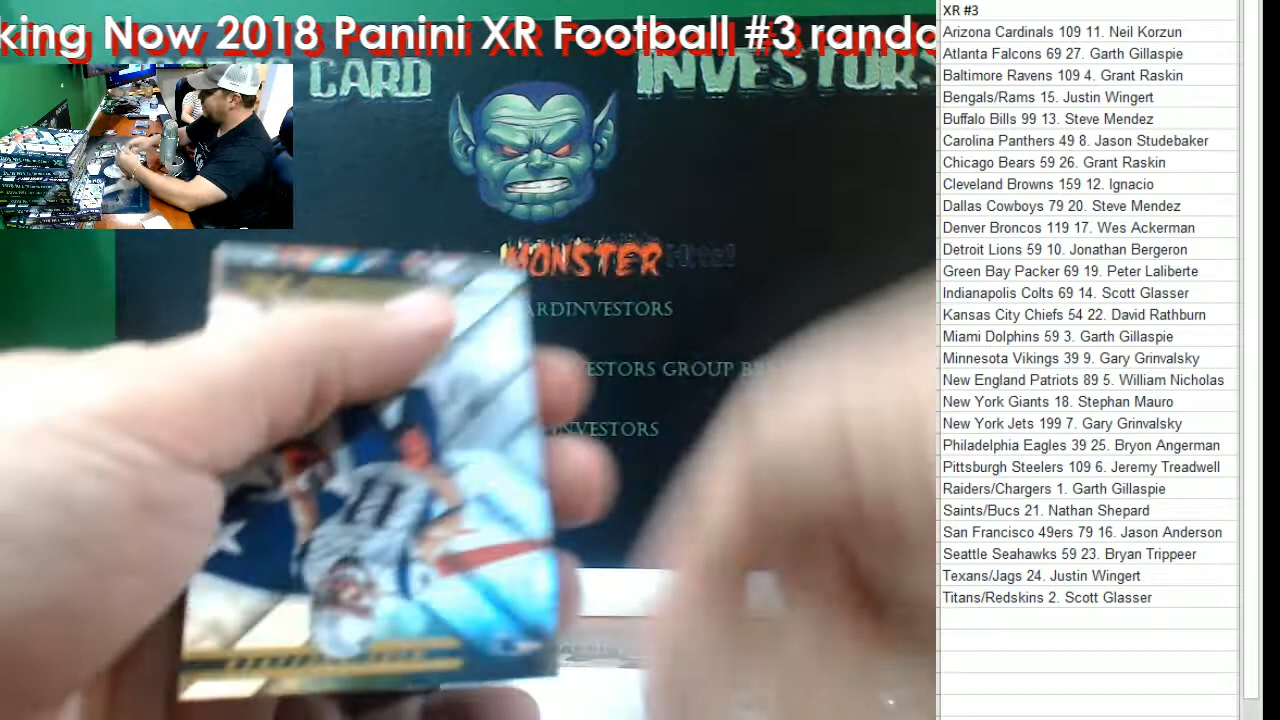 king Now 2018 Panini XR Football #3 rando
CARD INVESTORS
MONSTER
ARDINVESTORS
ESTORS GROUP B
INVESTORS
XR #3
Arizona Cardinals 109 11. Neil Korzun
Atlanta Falcons 69 27. Garth Gillaspie
Baltimore Ravens 109 4. Grant Raskin
Bengals/Rams 15. Justin Wingert
Buffalo Bills 99 13. Steve Mendez
Carolina Panthers 49 8. Jason Studebaker
Chicago Bears 59 26. Grant Raskin
Cleveland Browns 159 12. Ignacio
Dallas Cowboys 79 20. Steve Mendez
Denver Broncos 119 17. Wes Ackerman
Detroit Lions 59 10. Jonathan Bergeron
Green Bay Packer 69 19. Peter Laliberte
Indianapolis Colts 69 14. Scott Glasser
Kansas City Chiefs 54 22. David Rathburn
Miami Dolphins 59 3. Garth Gillaspie
Minnesota Vikings 39 9. Gary Grinvalsky
New England Patriots 89 5. William Nicholas
New York Giants 18. Stephan Mauro
New York Jets 199 7. Gary Grinvalsky
Philadelphia Eagles 39 25. Bryon Angerman
Pittsburgh Steelers 109 6. Jeremy Treadwell
Raiders/Chargers 1. Garth Gillaspie
Saints/Bucs 21. Nathan Shepard
San Francisco 49ers 79 16. Jason Anderson
Seattle Seahawks 59 23. Bryan Trippeer
Texans/Jags 24. Justin Wingert
Titans/Redskins 2. Scott Glasser